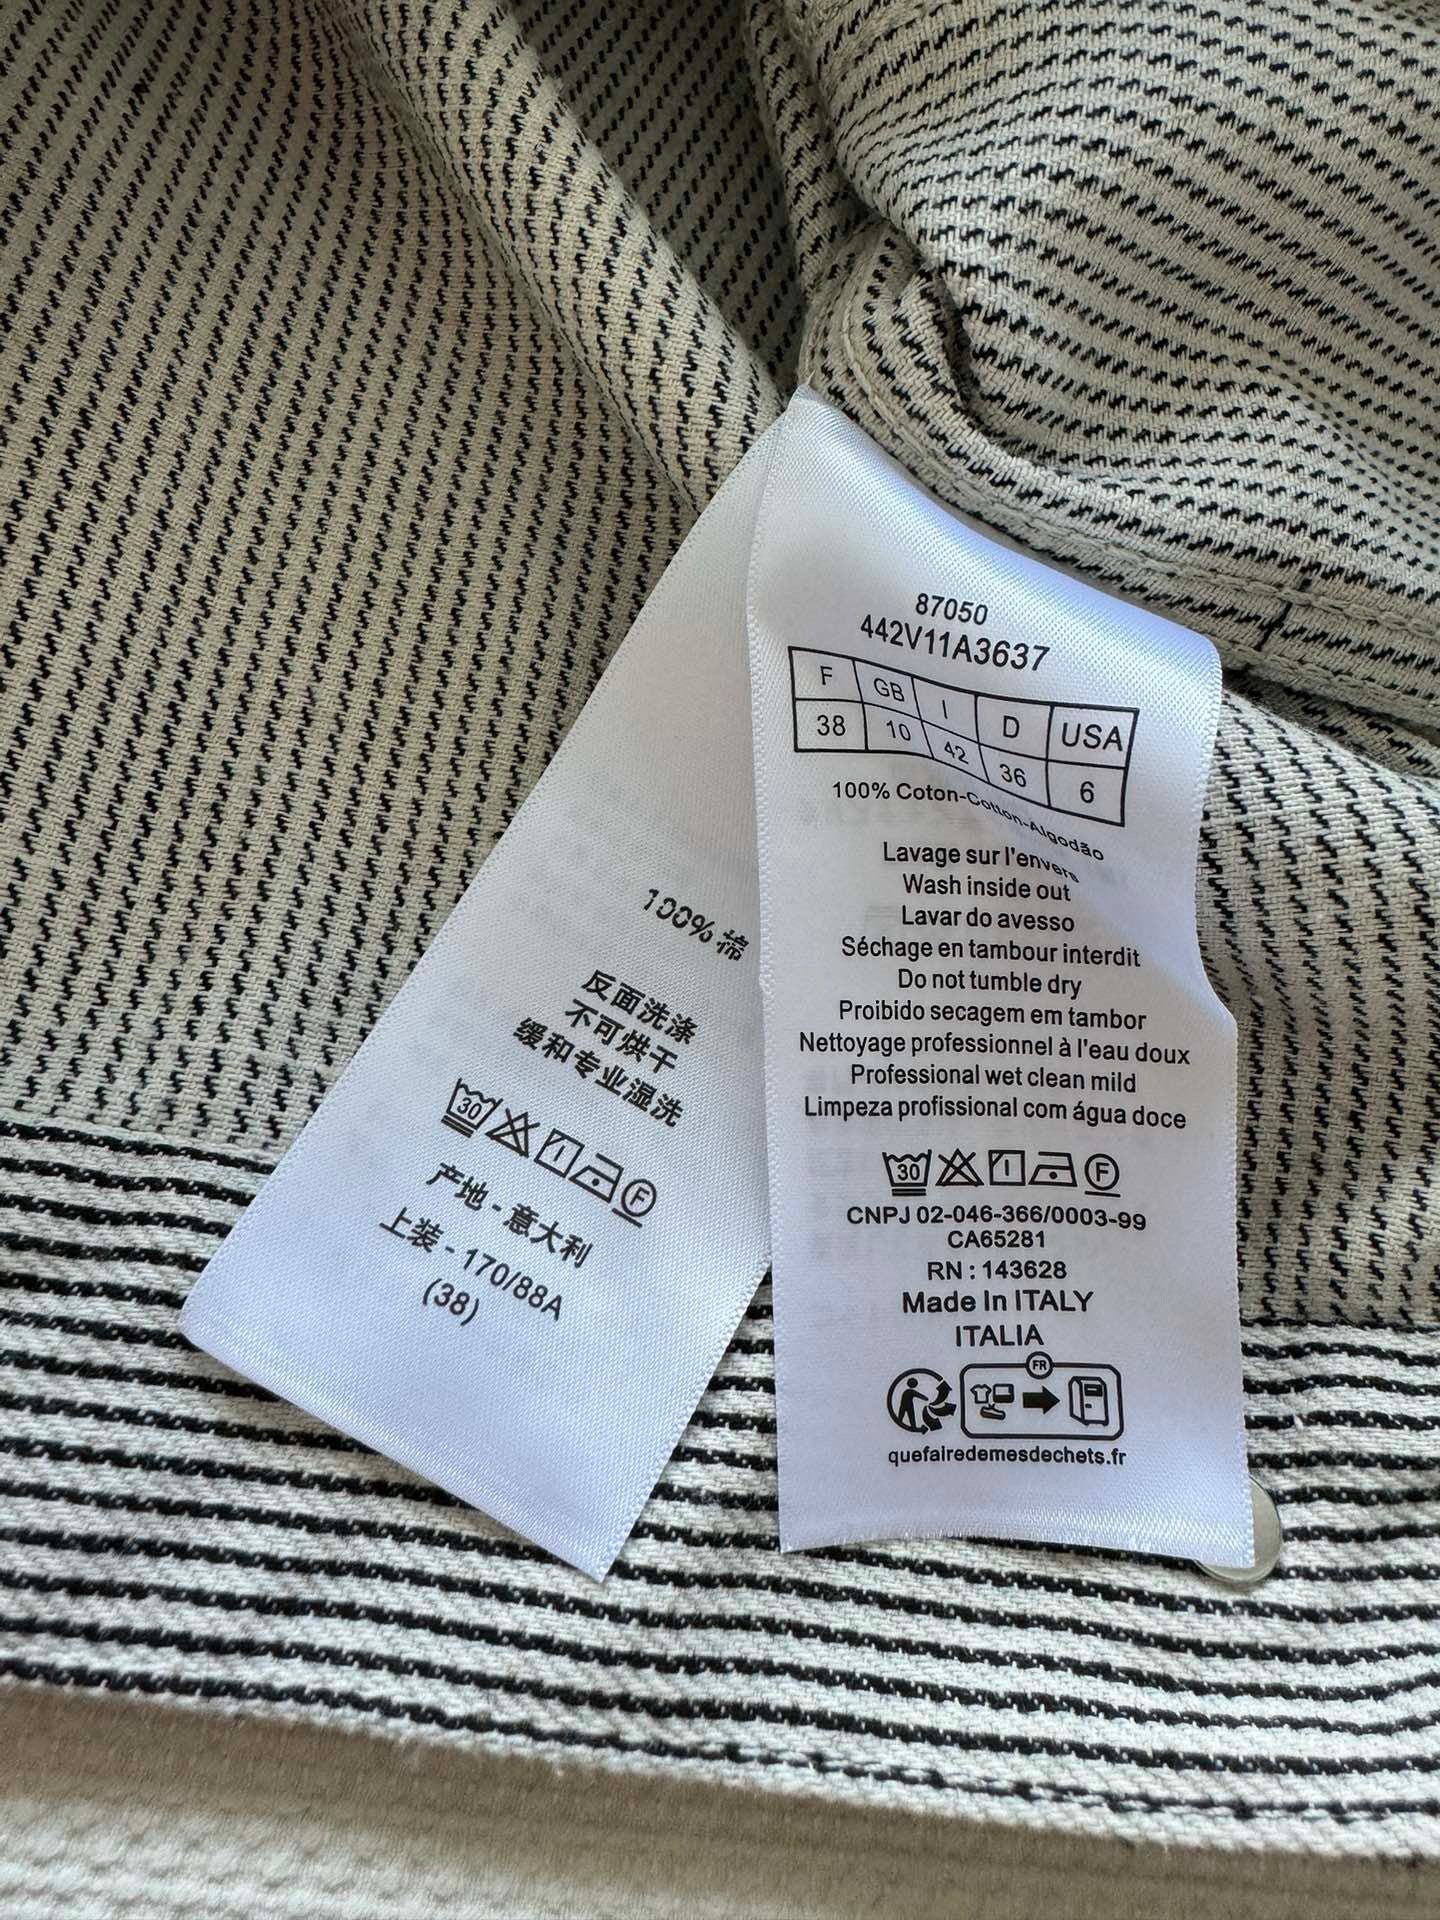 87050
442V11A3637
F GB I D USA
38 10 42 36 6
100% Coton-Cotton-Algodão
Lavage sur l'envers
Wash inside out
Lavar do avesso
Séchage en tambour interdit
Do not tumble dry
Proibido secagem em tambor
Nettoyage professionnel à l'eau doux
Professional wet clean mild
Limpeza profissional com água doce
30 F
CNPJ 02-046-366/0003-99
CA65281
RN : 143628
Made In ITALY
ITALIA
FR
quefairedemesdechets.fr
100% 棉
反面洗涤
不可烘干
缓和专业湿洗
30 F
产地 - 意大利
上装 - 170/88A
(38)